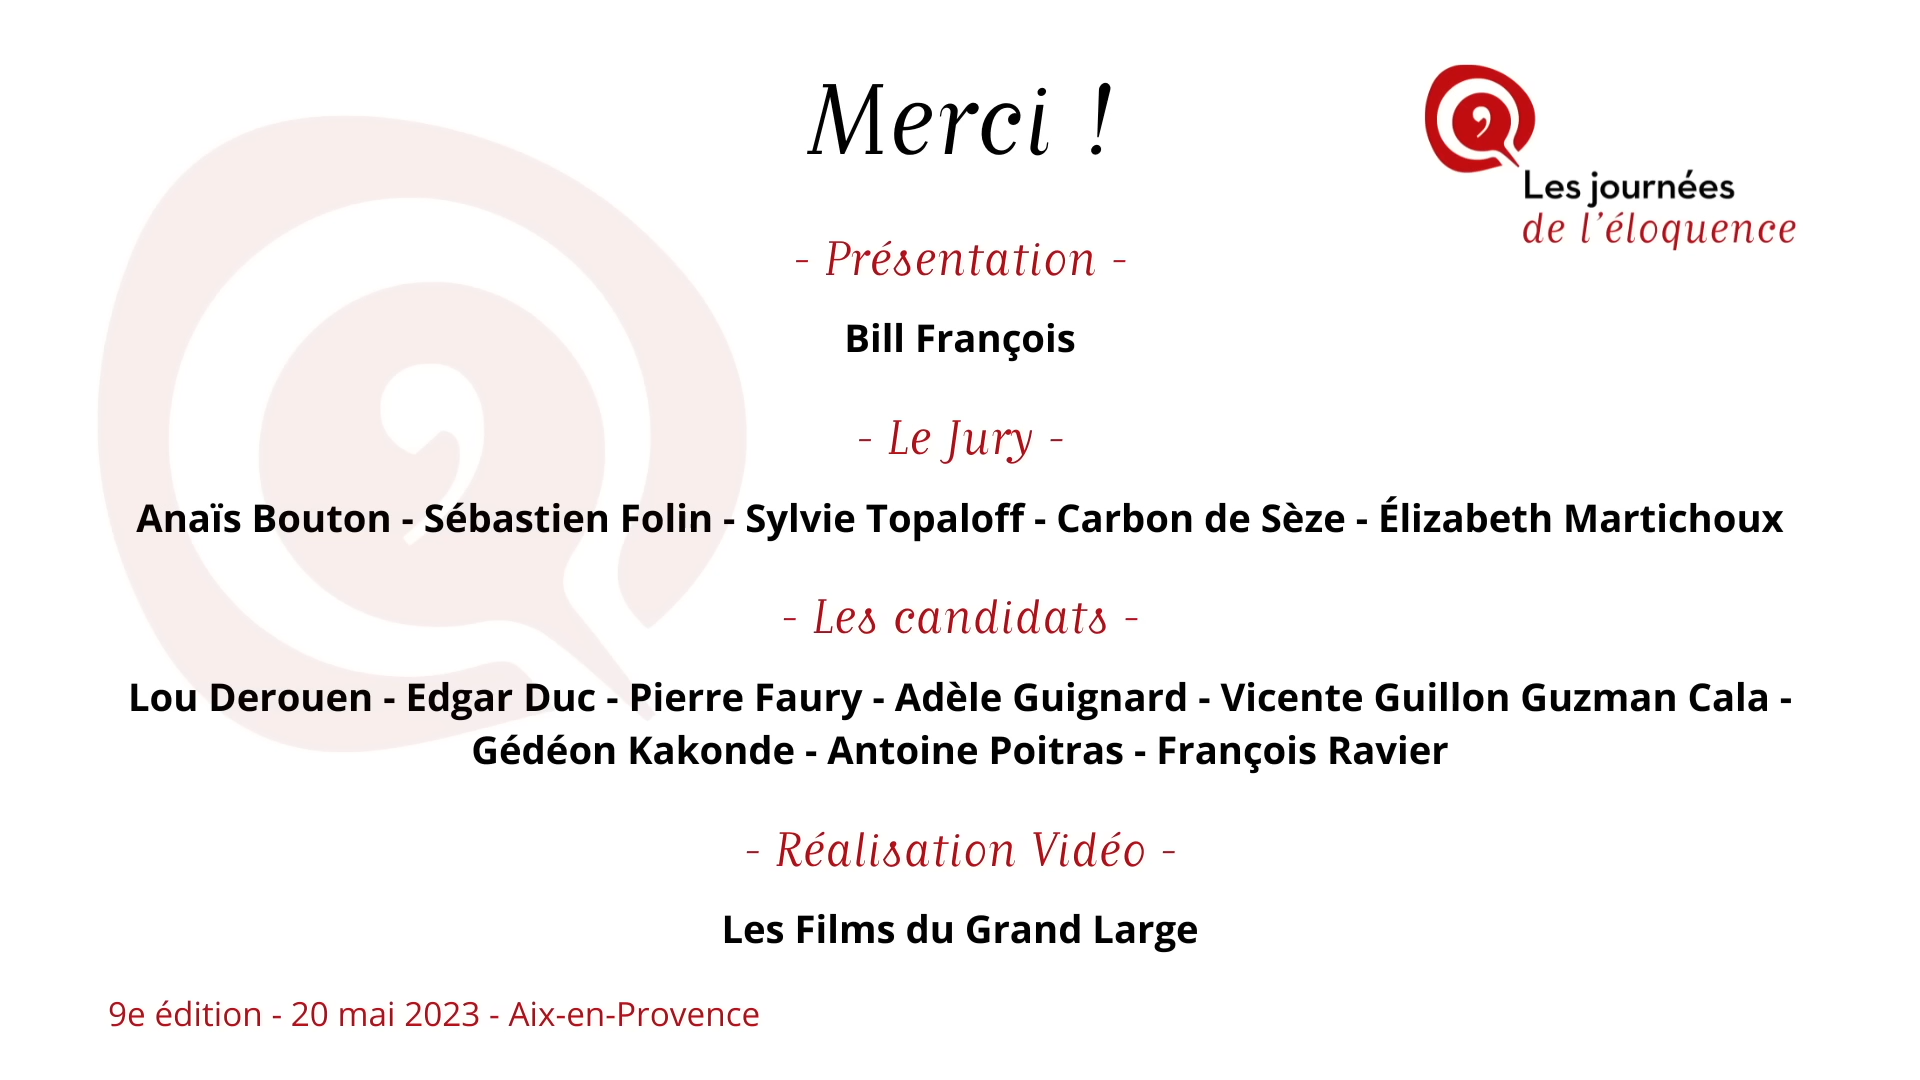 Merci !
Les journées
de l’éloquence
- Présentation -
Bill François
- Le Jury -
Anaïs Bouton - Sébastien Folin - Sylvie Topaloff - Carbon de Sèze - Élizabeth Martichoux
- Les candidats -
Lou Derouen - Edgar Duc - Pierre Faury - Adèle Guignard - Vicente Guillon Guzman Cala -
Gédéon Kakonde - Antoine Poitras - François Ravier
- Réalisation Vidéo -
Les Films du Grand Large
9e édition - 20 mai 2023 - Aix-en-Provence